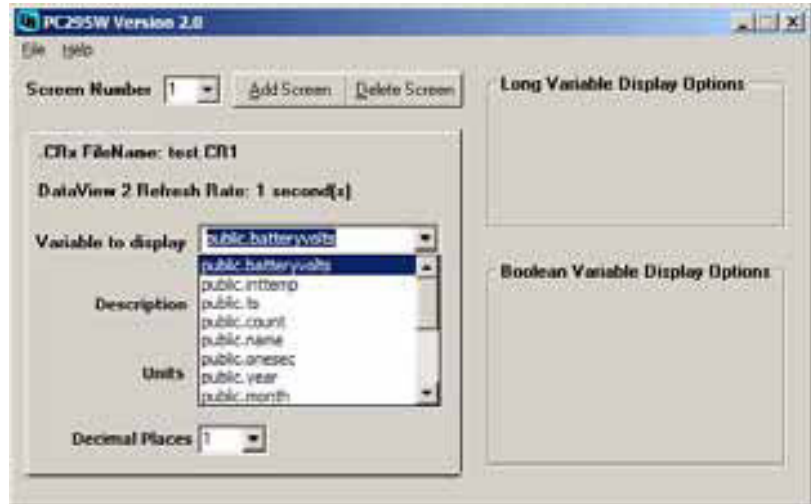 PC295W Version 2.0
File Help
Screen Number 1 Add Screen Delete Screen
.CRx FileName: test.CR1
DataView 2 Refresh Rate: 1 second(s)
Variable to display public.batteryvolts
public.batteryvolts
public.inttemp
public.ts
public.count
public.name
public.onesec
public.year
public.month
Description
Units
Decimal Places 1
Long Variable Display Options
Boolean Variable Display Options